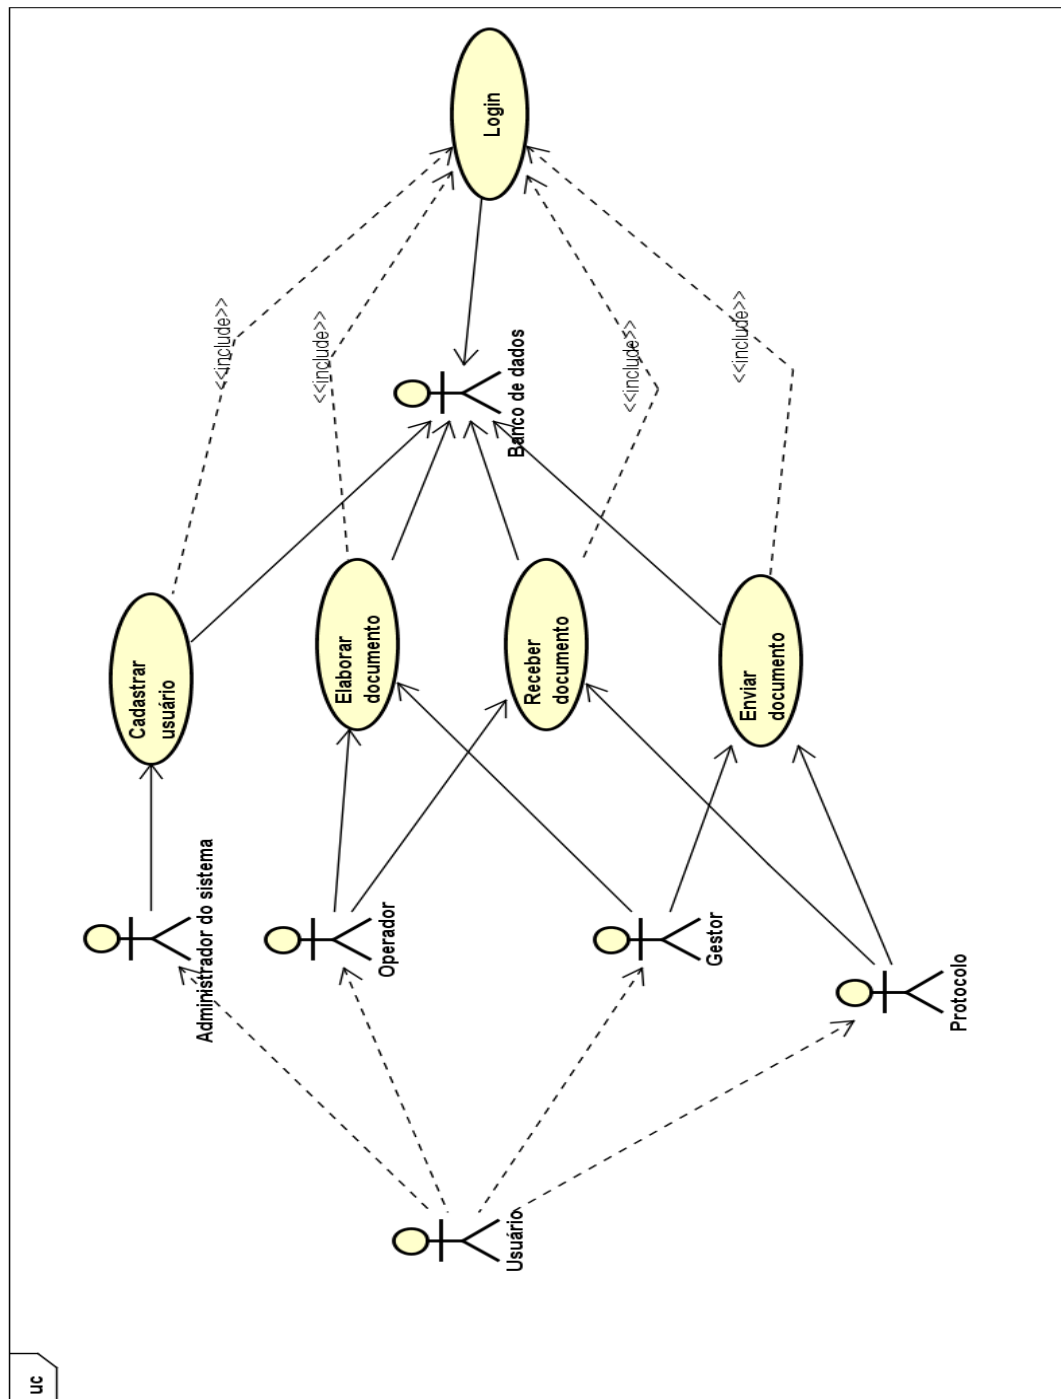 uc
Usuário
Administrador do sistema
Operador
Gestor
Protocolo
Cadastrar
usuário
Elaborar
documento
Receber
documento
Enviar
documento
Banco de dados
<<include>>
<<include>>
<<include>>
<<include>>
Login